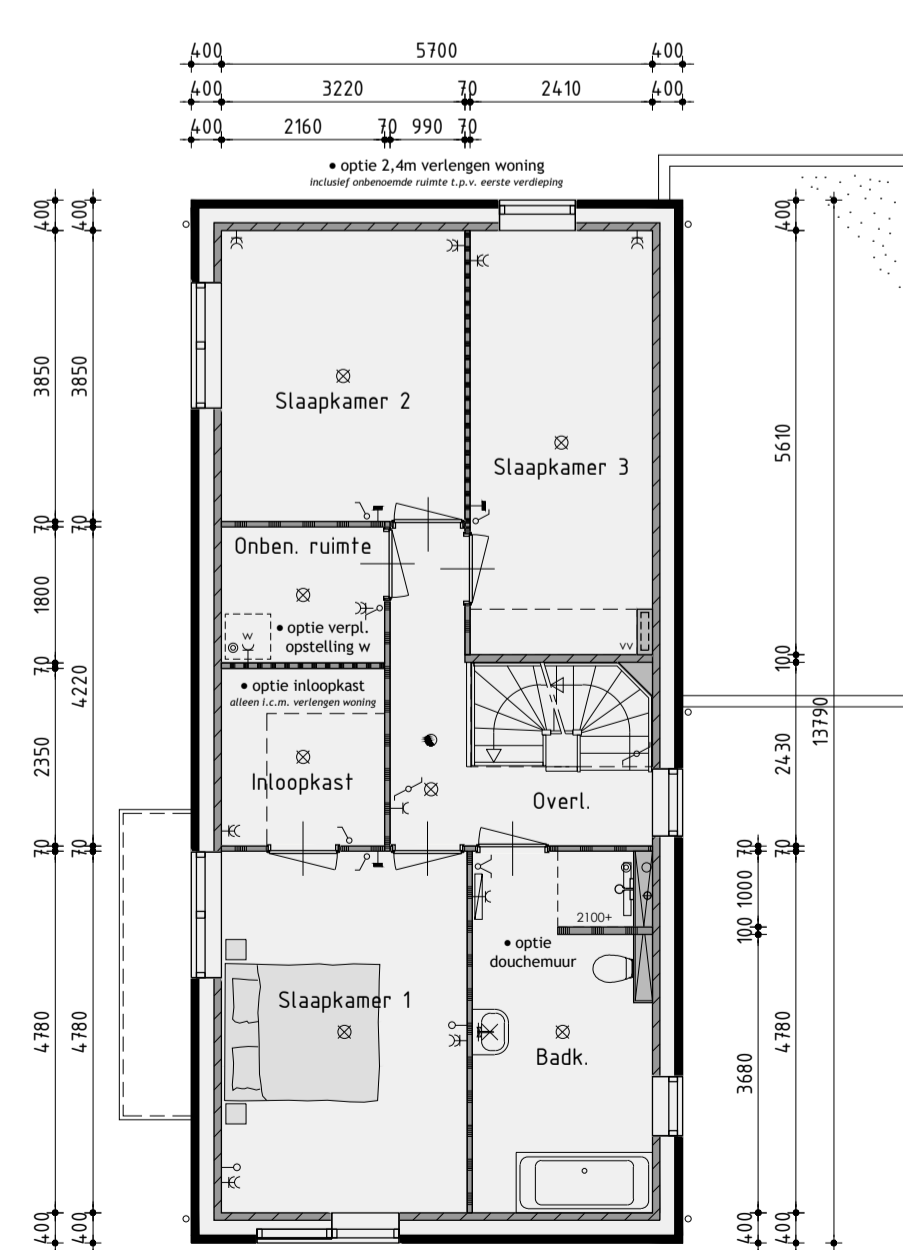 400 5700 400
400 3220 70 2410 400
400 2160 70 990 70
• optie 2,4m verlengen woning
inclusief onbenoemde ruimte t.p.v. eerste verdieping
400
400
3850
3850
70
70
1800
70
4220
2350
70
70
4780
4780
400
400
Slaapkamer 2
Slaapkamer 3
Onben. ruimte
• optie verpl.
opstelling w
w
vv
• optie inloopkast
alleen i.c.m. verlengen woning
Inloopkast
Overl.
2100+
• optie
douchemuur
Slaapkamer 1
Badk.
400
5610
100
2430
13790
70
70
1000
100
3680
4780
400
400